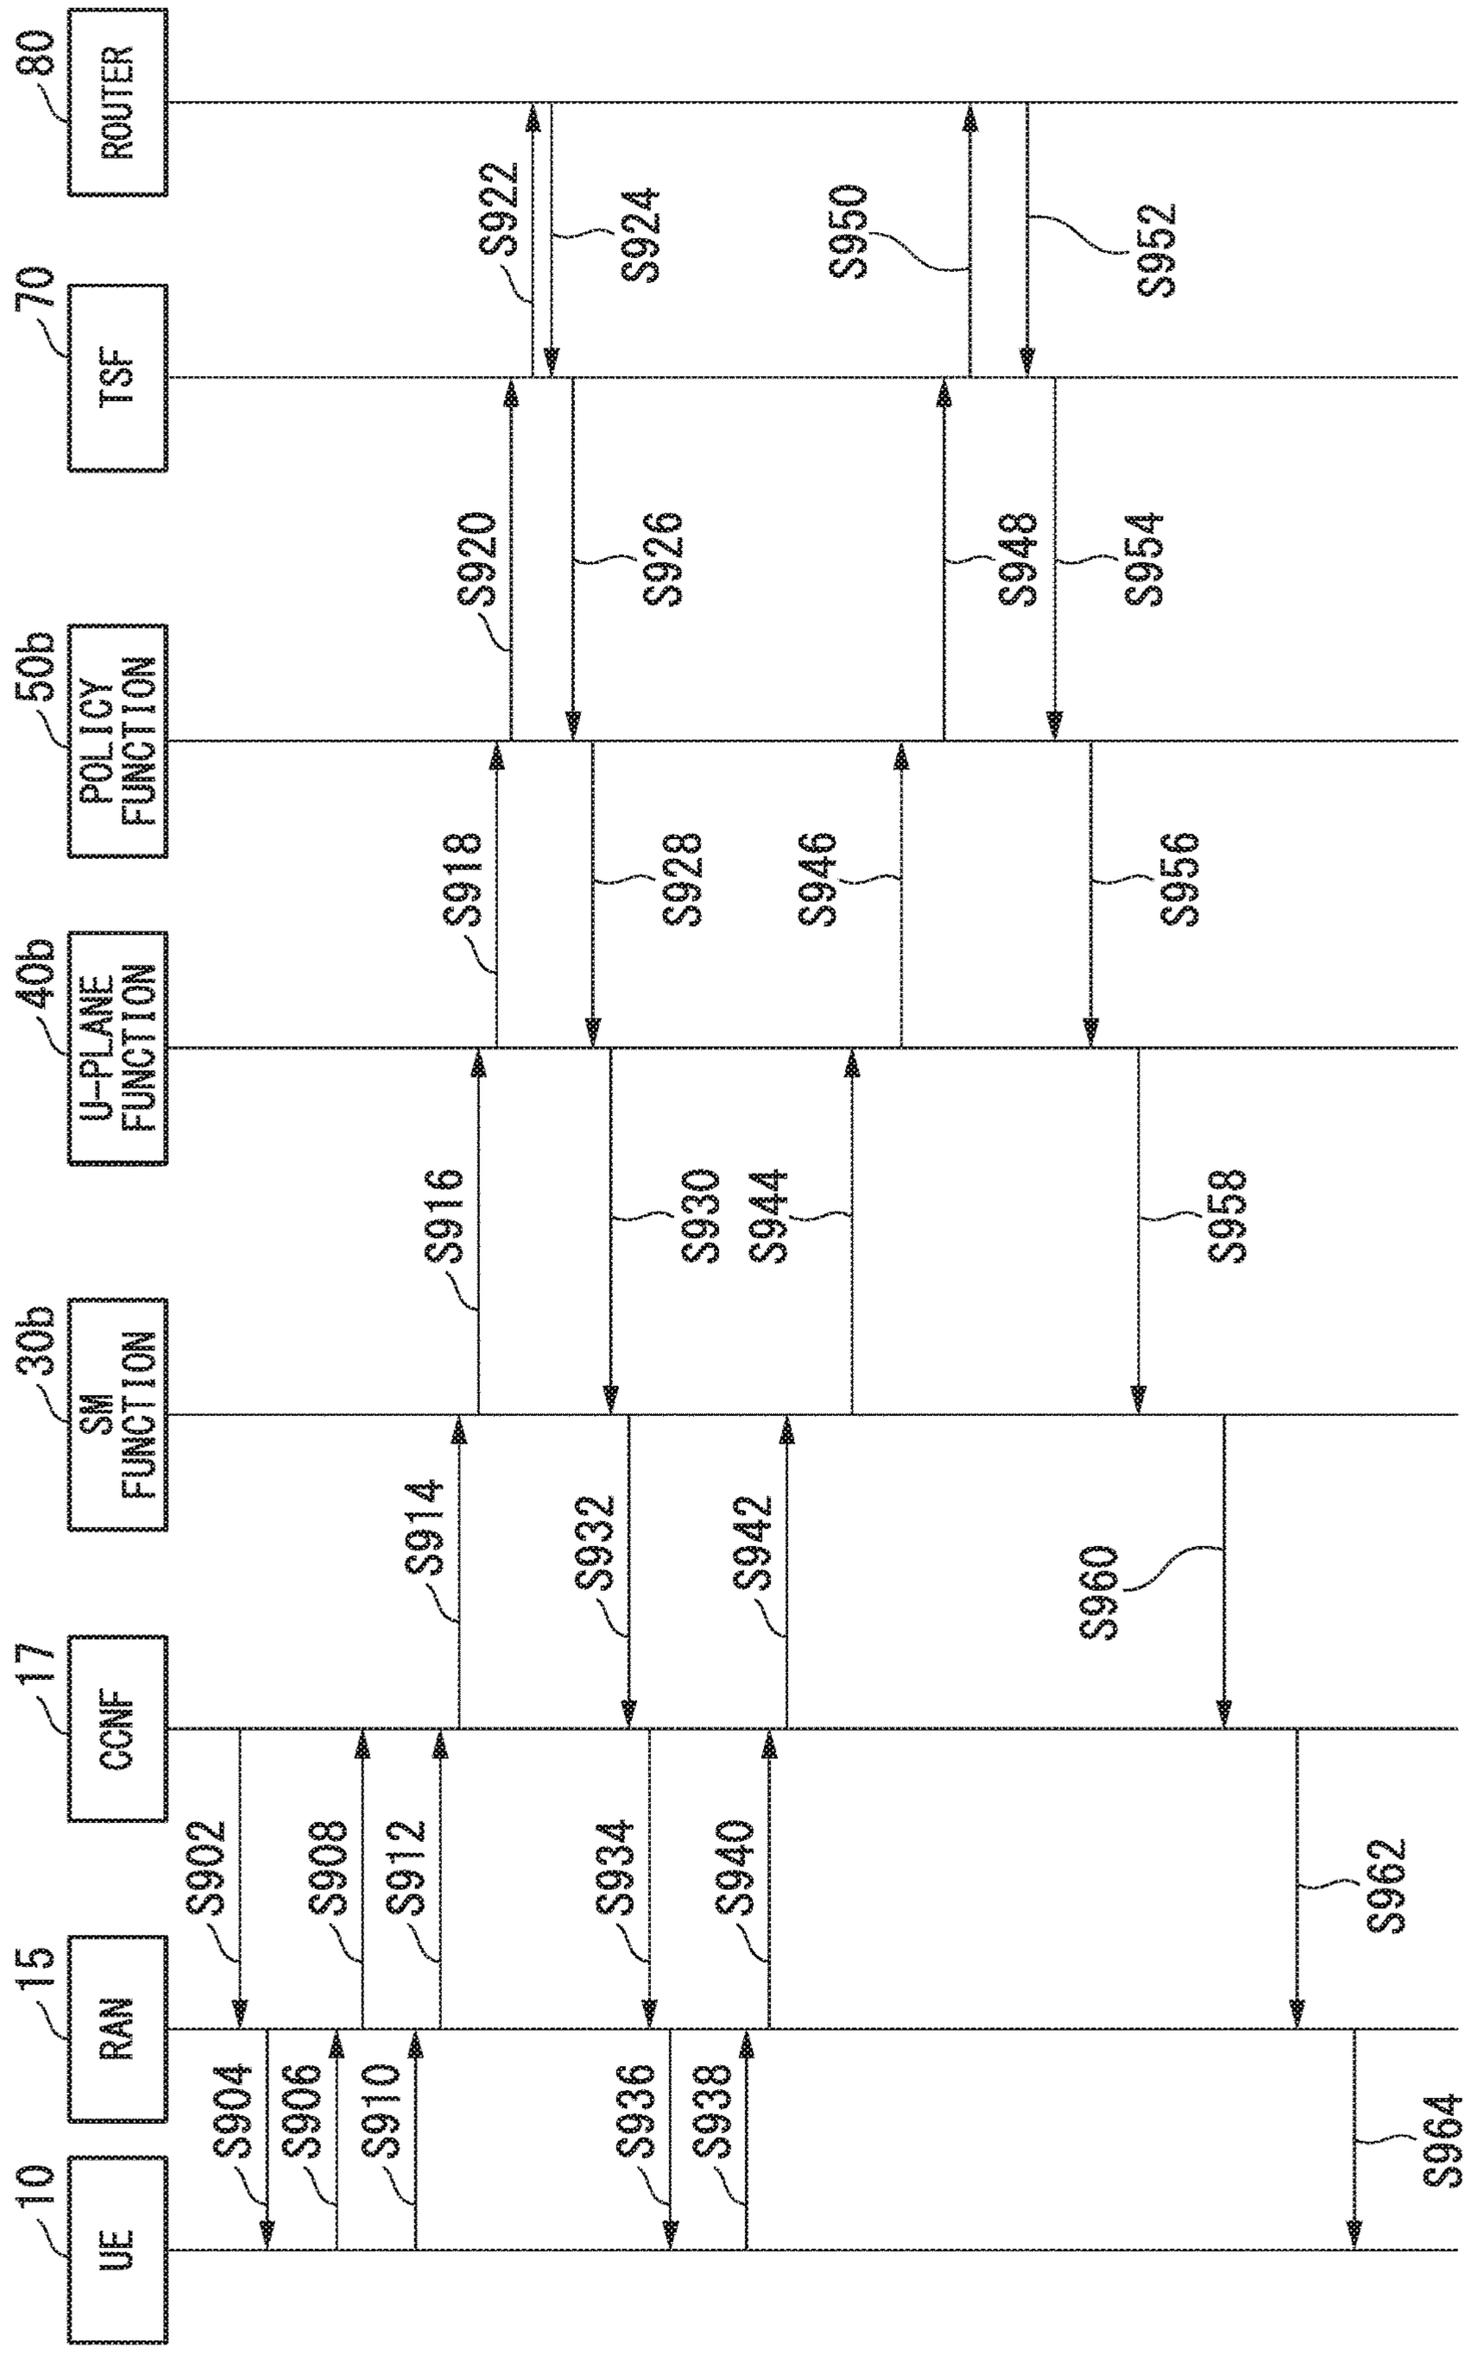 10
UE
15
RAN
17
CCNF
30b
SM
FUNCTION
40b
U-PLANE
FUNCTION
50b
POLICY
FUNCTION
70
TSF
80
ROUTER
S902
S904
S906
S908
S910
S912
S914
S916
S918
S920
S922
S924
S926
S928
S930
S932
S934
S936
S938
S940
S942
S944
S946
S948
S950
S952
S954
S956
S958
S960
S962
S964